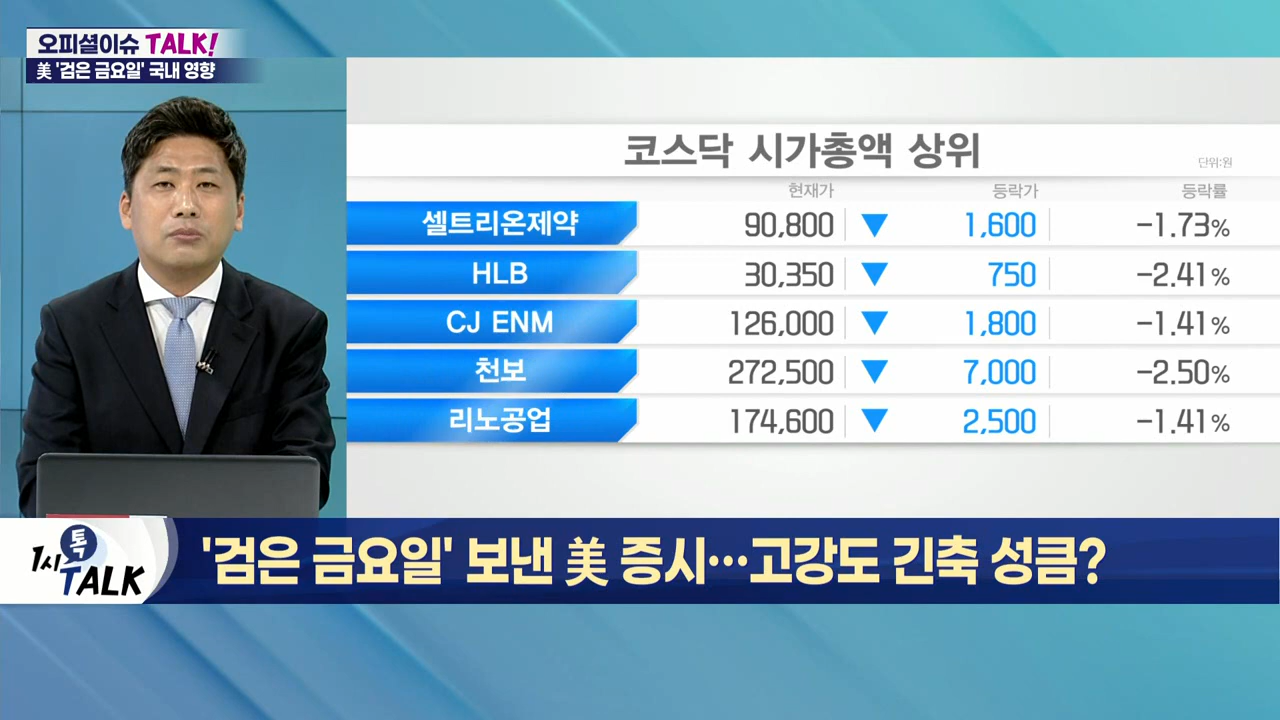 오피셜이슈 TALK!
美 '검은 금요일' 국내 영향
코스닥 시가총액 상위
단위:원
현재가 등락가 등락률
셀트리온제약 90,800 ▼ 1,600 -1.73%
HLB 30,350 ▼ 750 -2.41%
CJ ENM 126,000 ▼ 1,800 -1.41%
천보 272,500 ▼ 7,000 -2.50%
리노공업 174,600 ▼ 2,500 -1.41%
1시톡 TALK
'검은 금요일' 보낸 美 증시…고강도 긴축 성큼?